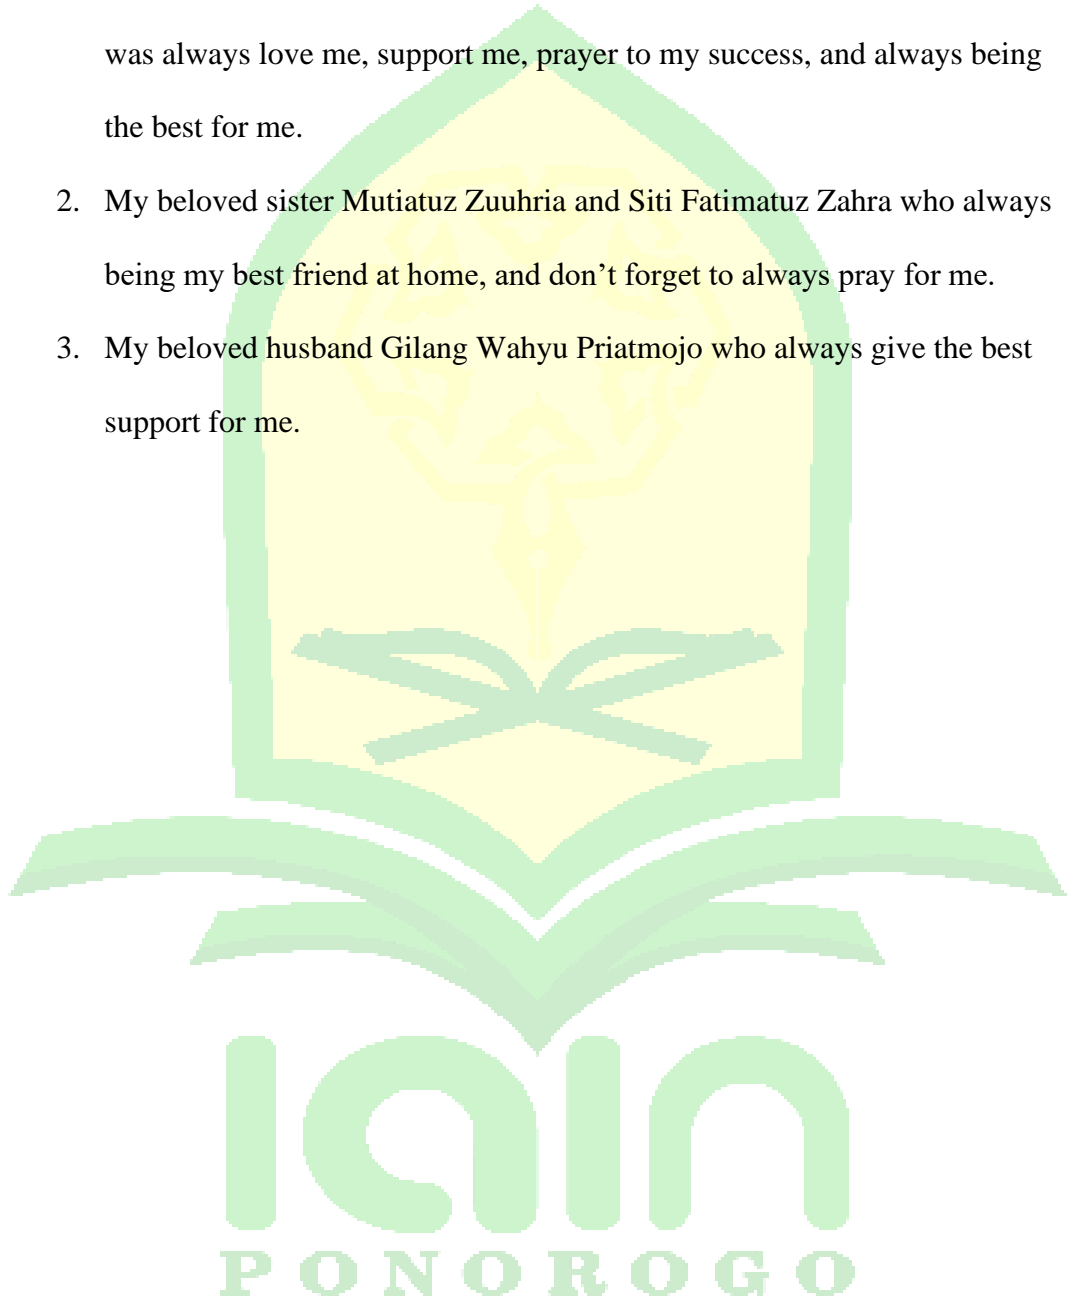 was always love me, support me, prayer to my success, and always being
the best for me.
2. My beloved sister Mutiatuz Zuuhria and Siti Fatimatuz Zahra who always
being my best friend at home, and don’t forget to always pray for me.
3. My beloved husband Gilang Wahyu Priatmojo who always give the best
support for me.
iain
PONOROGO